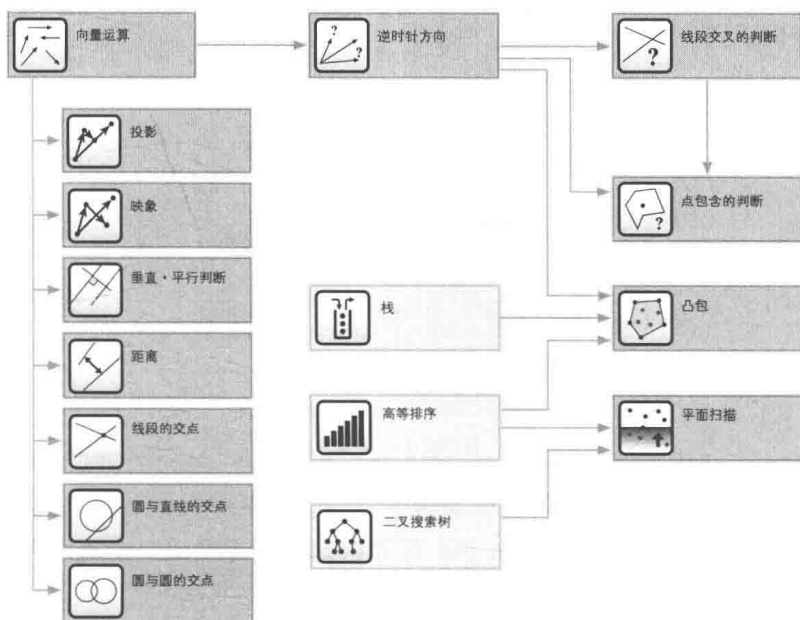 向量运算
逆时针方向
线段交叉的判断
投影
映象
垂直·平行判断
距离
线段的交点
圆与直线的交点
圆与圆的交点
栈
高等排序
二叉搜索树
点包含的判断
凸包
平面扫描
?
?
?
?